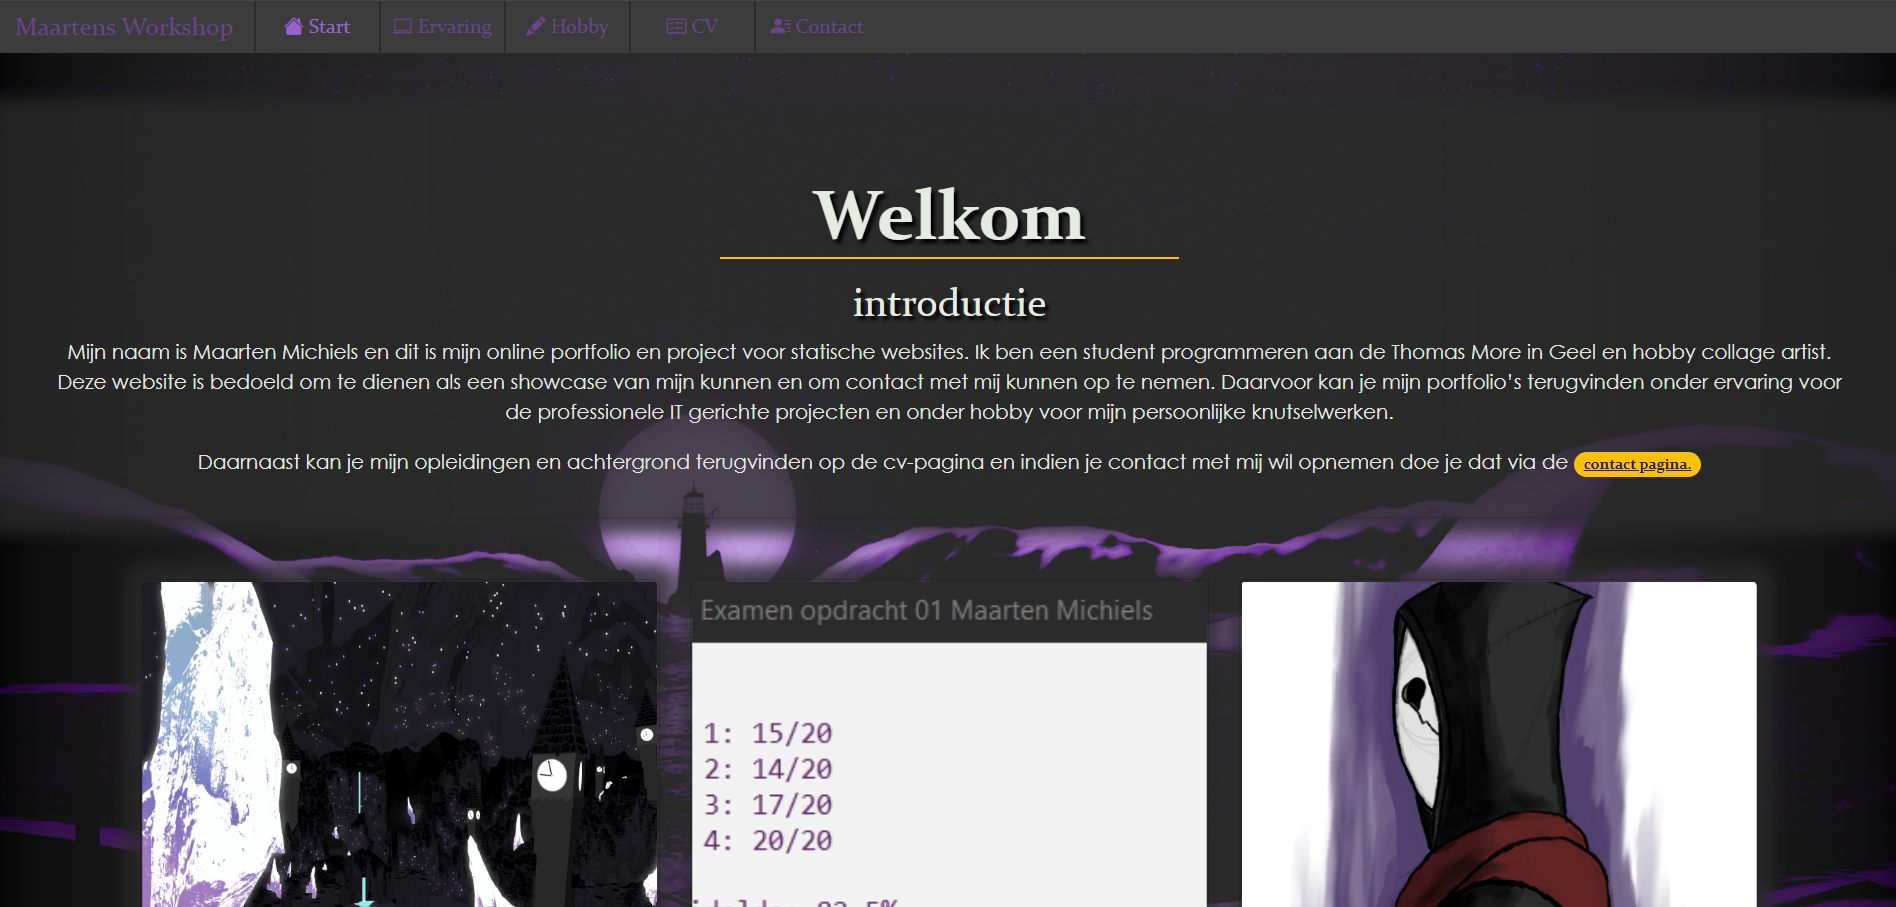 Maartens Workshop
Start
Ervaring
Hobby
CV
Contact
Welkom
introductie
Mijn naam is Maarten Michiels en dit is mijn online portfolio en project voor statische websites. Ik ben een student programmeren aan de Thomas More in Geel en hobby collage artist.
Deze website is bedoeld om te dienen als een showcase van mijn kunnen en om contact met mij kunnen op te nemen. Daarvoor kan je mijn portfolio's terugvinden onder ervaring voor
de professionele IT gerichte projecten en onder hobby voor mijn persoonlijke knutselwerken.
Daarnaast kan je mijn opleidingen en achtergrond terugvinden op de cv-pagina en indien je contact met mij wil opnemen doe je dat via de contact pagina.
Examen opdracht 01 Maarten Michiels
1: 15/20
2: 14/20
3: 17/20
4: 20/20